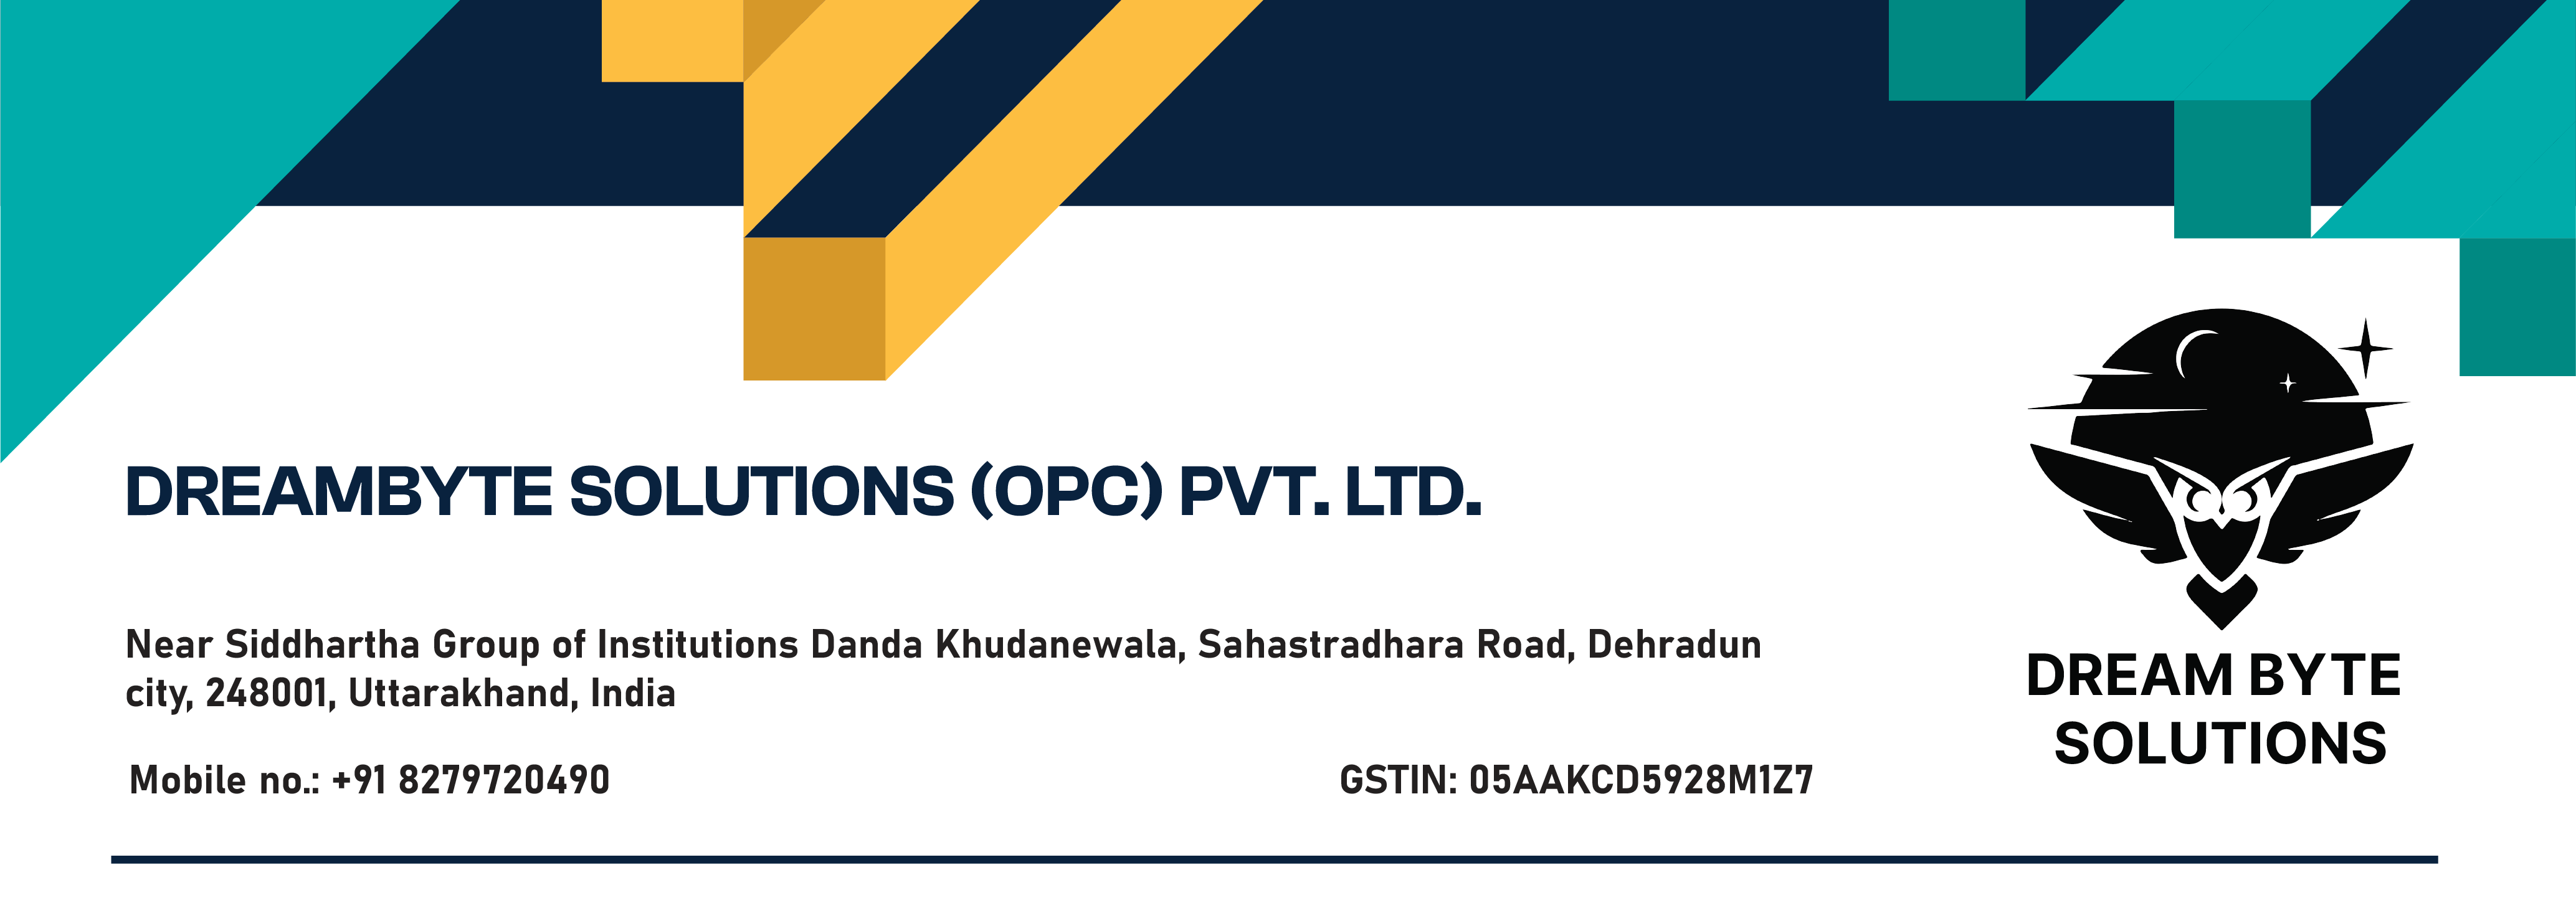 DREAMBYTE SOLUTIONS (OPC) PVT. LTD.
Near Siddhartha Group of Institutions Danda Khudanewala, Sahastradhara Road, Dehradun
city, 248001, Uttarakhand, India
Mobile no.: +91 8279720490
GSTIN: 05AAKCD5928M1Z7
DREAM BYTE
SOLUTIONS